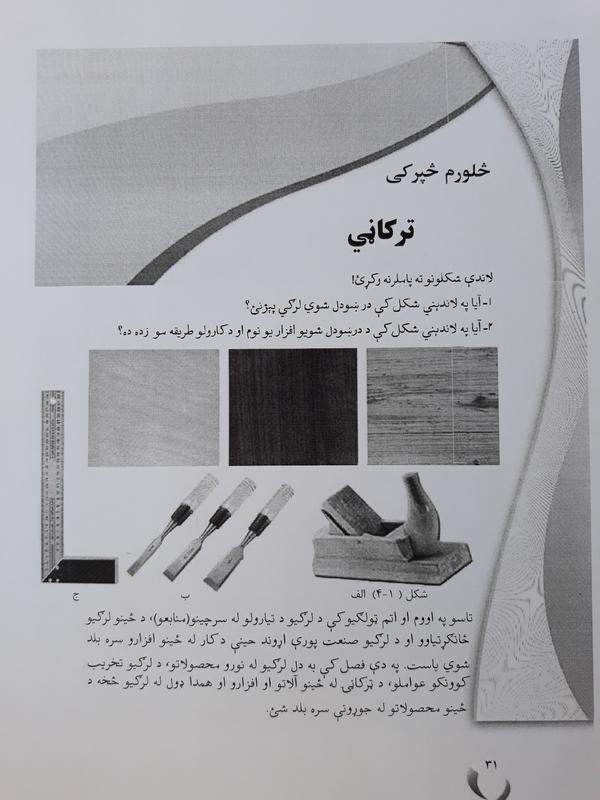 څلورم څپرکی
ترکاڼي
لاندې شکلونو ته پاملرنه وکړئ!
۱- آیا په لاندېني شکل کې در ښودل شوي لرګي پېژنئ؟
۲- آیا په لاندېني شکل کې د درښودل شویو افزار یو نوم او د کارولو طریقه مو زده ده؟
شکل (۱-۴) الف
ب
ج
تاسو په اووم او اتم ټولګیو کې د لرګیو د تیارولو له سرچینو(منابعو)، د ځینو لرګیو
ځانګړتیاوو او د لرګیو صنعت پورې اړوند ځینې د کار له ځینو افزارو سره بلد
شوي یاست. په دې فصل کې به دل لرګیو له نورو محصولاتو، د لرګیو تخریب
کوونکو عواملو، د ترکاڼۍ له ځینو آلاتو او افزارو او همدا ډول له لرګیو څخه د
ځینو محصولاتو له جوړونې سره بلد شئ.
۳۱